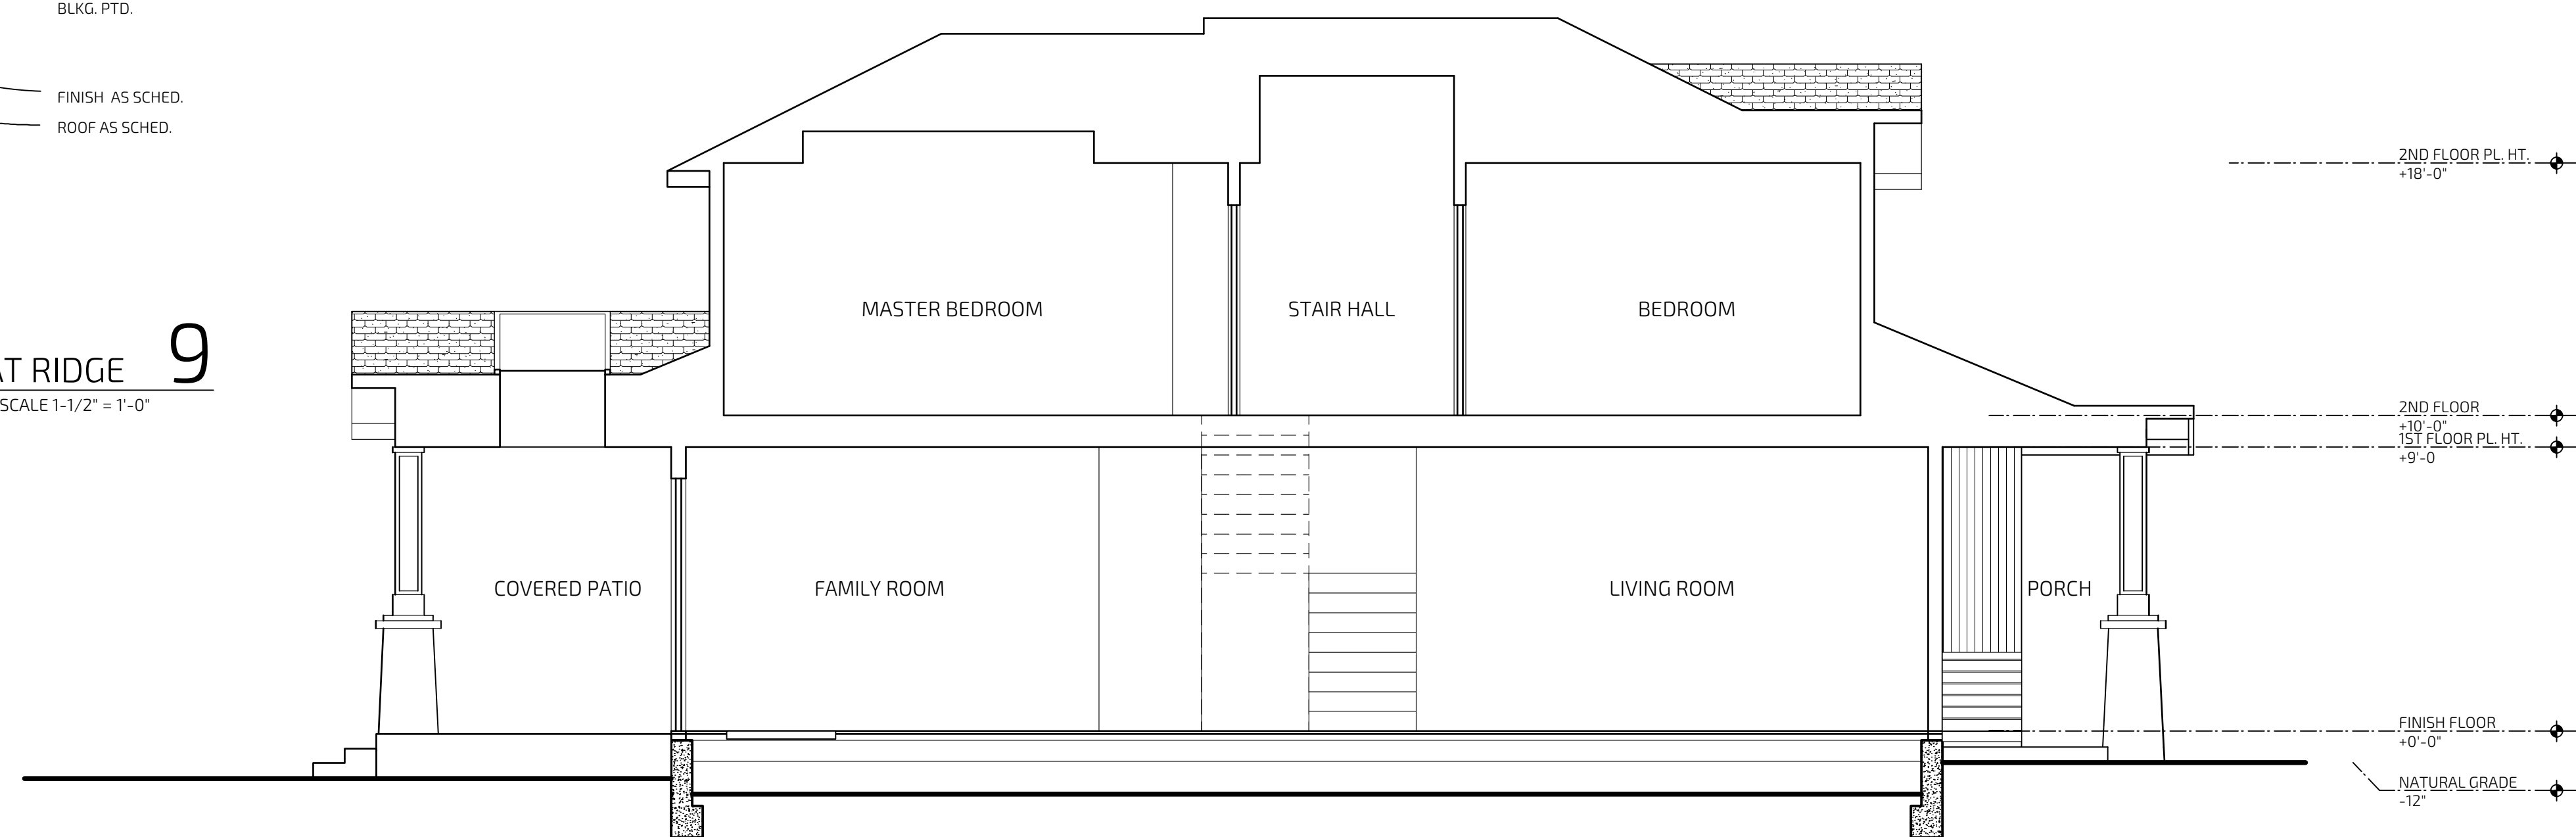 BLKG. PTD.
FINISH AS SCHED.
ROOF AS SCHED.
AT RIDGE 9
SCALE 1-1/2" = 1'-0"
MASTER BEDROOM
STAIR HALL
BEDROOM
COVERED PATIO
FAMILY ROOM
LIVING ROOM
PORCH
2ND FLOOR PL. HT.
+18'-0"
2ND FLOOR
+10'-0"
1ST FLOOR PL. HT.
+9'-0
FINISH FLOOR
+0'-0"
NATURAL GRADE
-12"